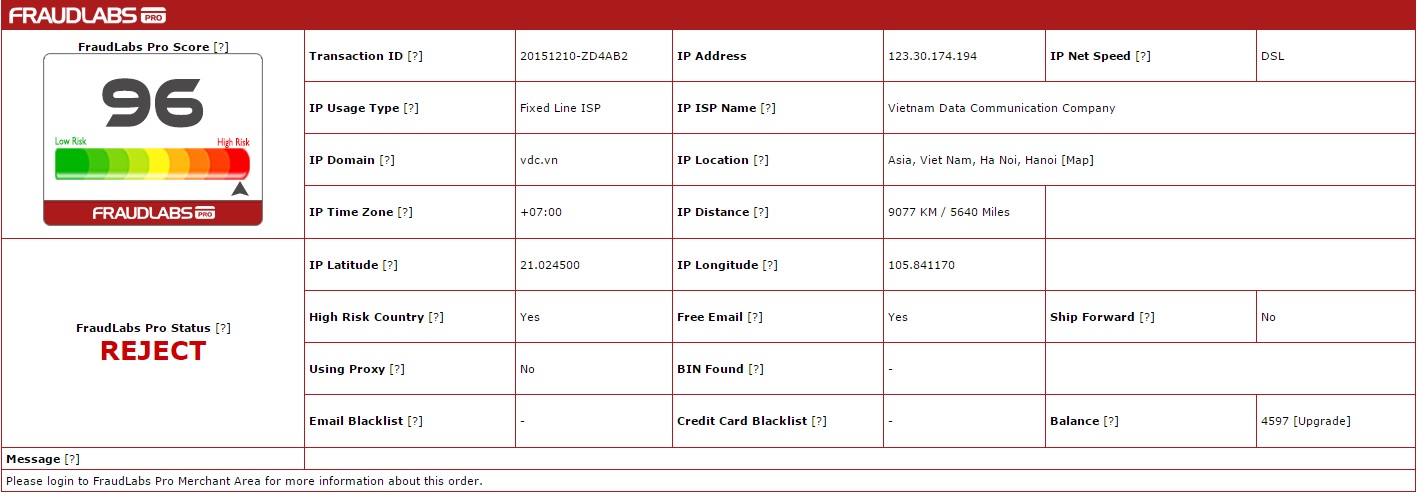 FRAUDLABS PRO
FraudLabs Pro Score [?]
96
Low Risk High Risk
FRAUDLABS PRO
Transaction ID [?] 20151210-ZD4AB2 IP Address 123.30.174.194 IP Net Speed [?] DSL
IP Usage Type [?] Fixed Line ISP IP ISP Name [?] Vietnam Data Communication Company
IP Domain [?] vdc.vn IP Location [?] Asia, Viet Nam, Ha Noi, Hanoi [Map]
IP Time Zone [?] +07:00 IP Distance [?] 9077 KM / 5640 Miles
FraudLabs Pro Status [?]
REJECT
IP Latitude [?] 21.024500 IP Longitude [?] 105.841170
High Risk Country [?] Yes Free Email [?] Yes Ship Forward [?] No
Using Proxy [?] No BIN Found [?] -
Email Blacklist [?] - Credit Card Blacklist [?] - Balance [?] 4597 [Upgrade]
Message [?]
Please login to FraudLabs Pro Merchant Area for more information about this order.